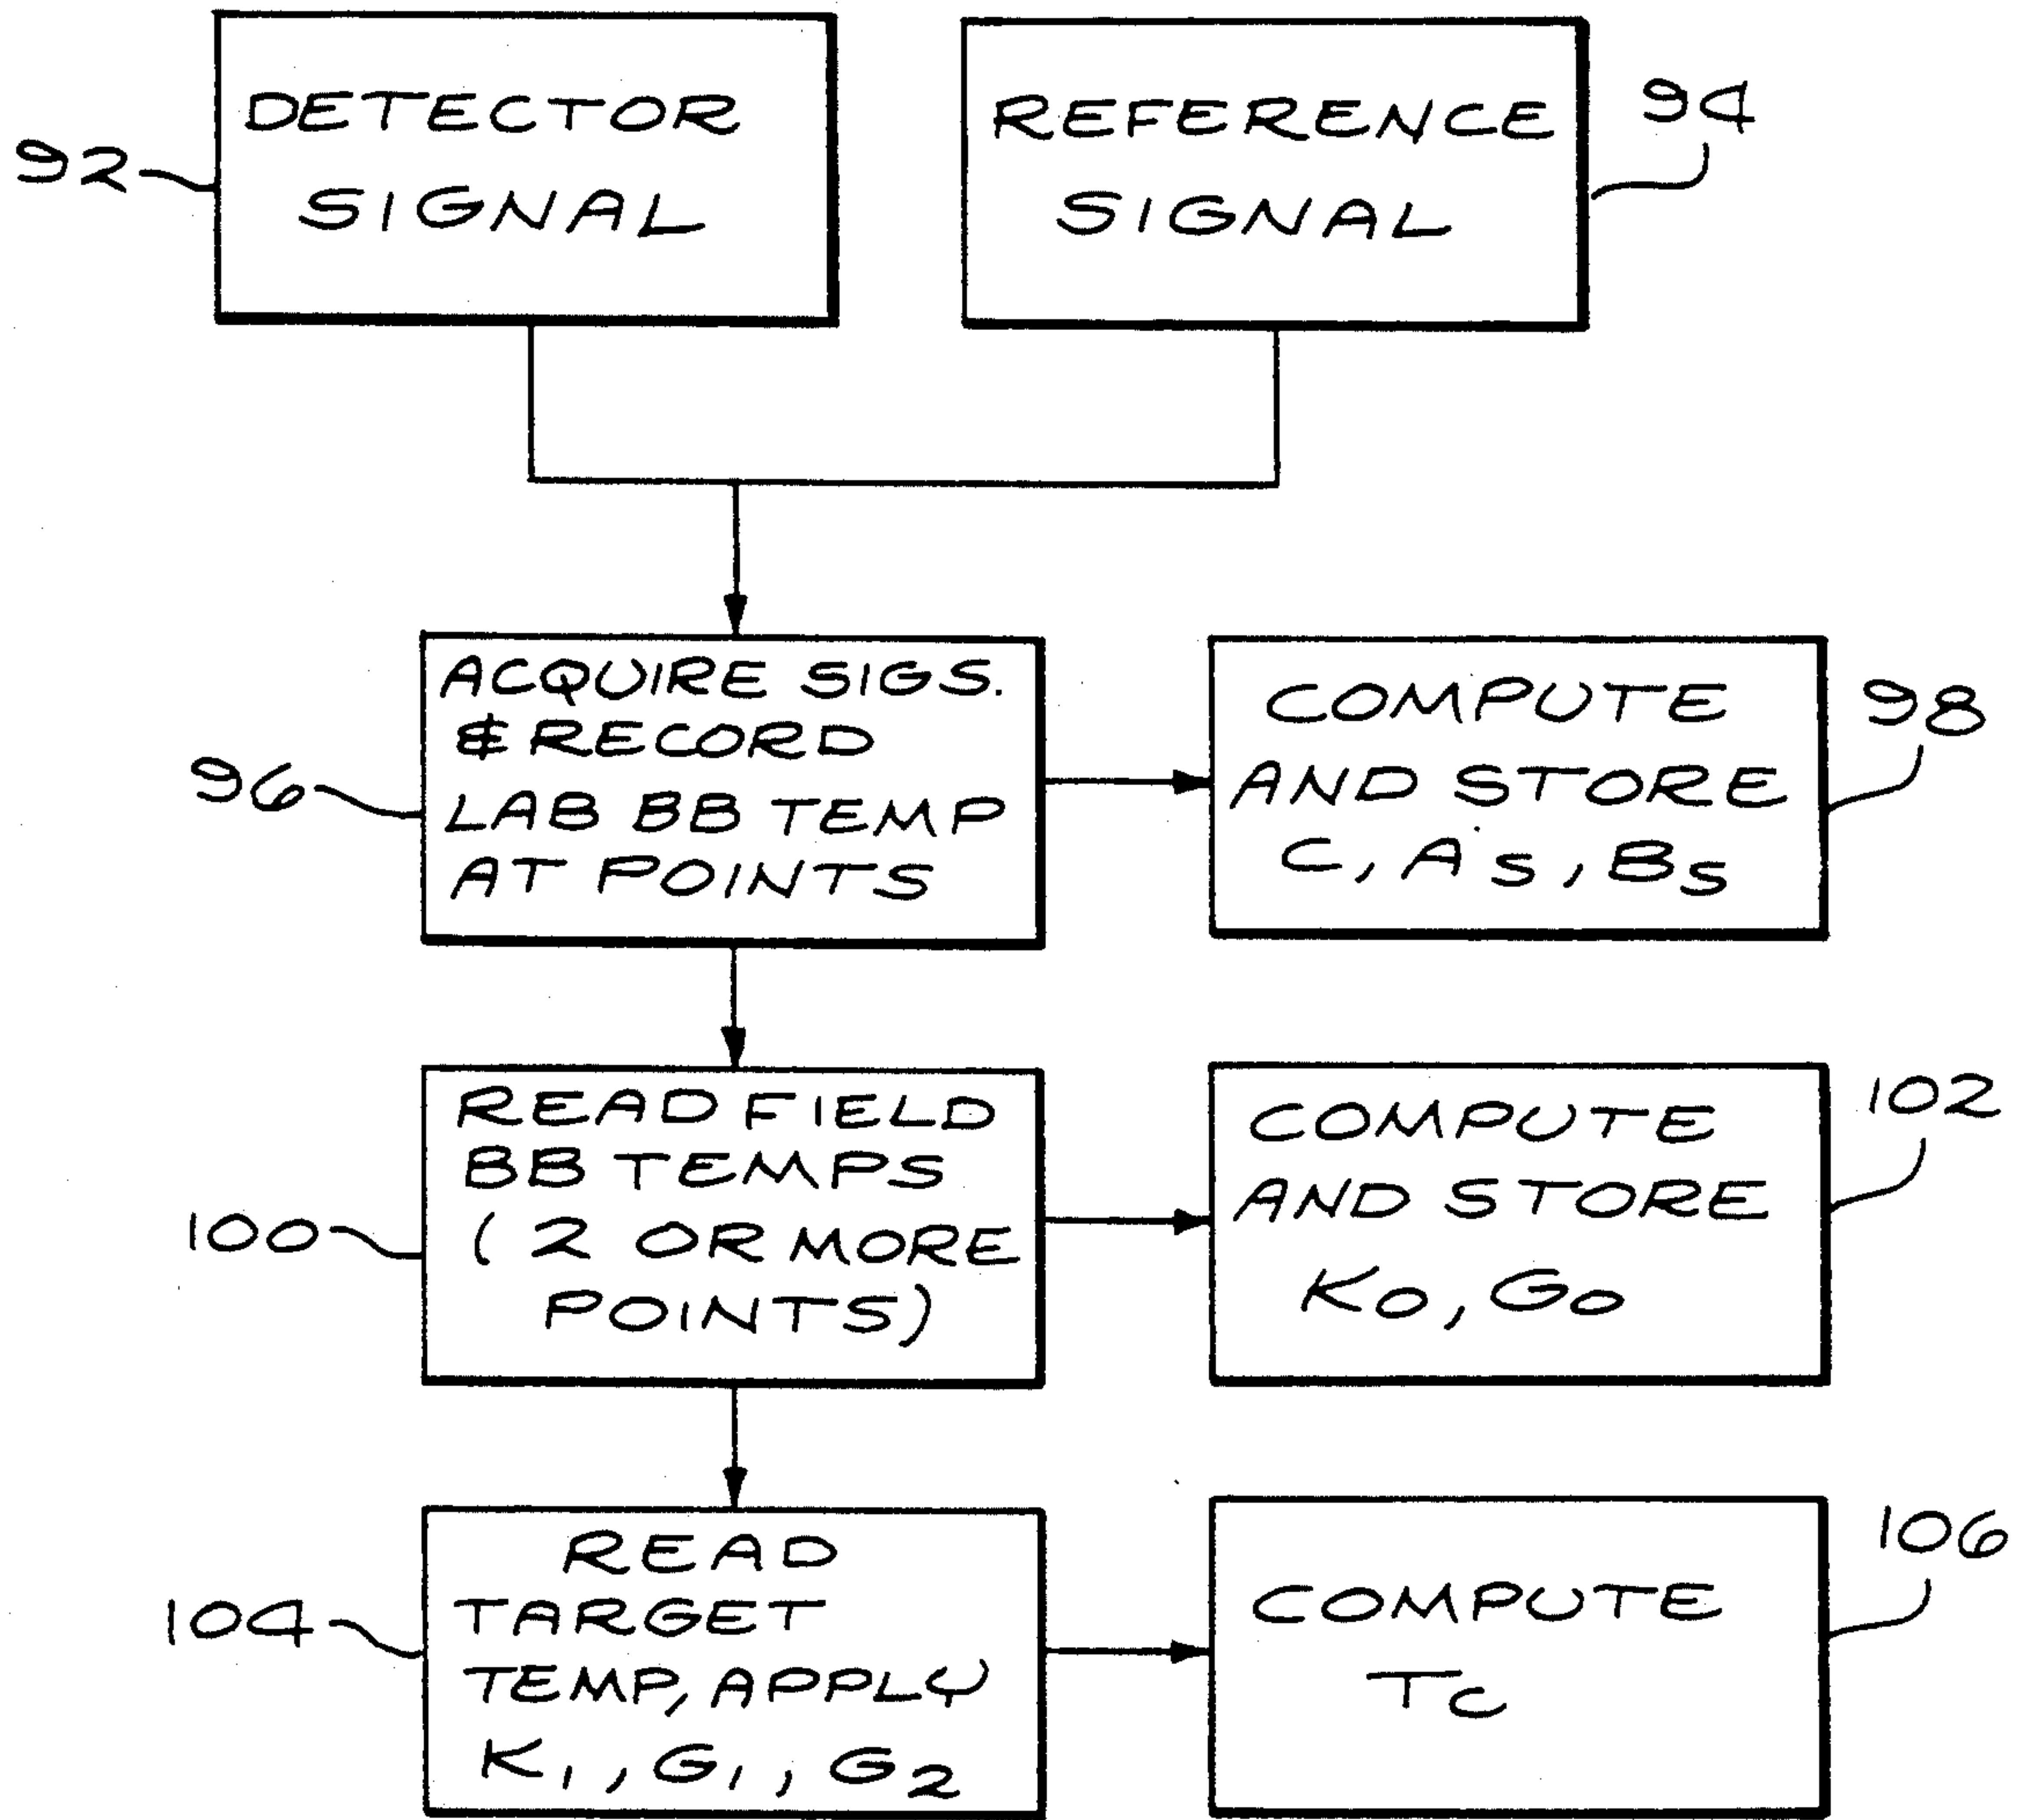 DETECTOR
SIGNAL
92
REFERENCE
SIGNAL
94
ACQUIRE SIGS.
& RECORD
LAB BB TEMP
AT POINTS
96
COMPUTE
AND STORE
C, A's, Bs
98
READ FIELD
BB TEMPS
(2 OR MORE
POINTS)
100
COMPUTE
AND STORE
Ko, Go
102
READ
TARGET
TEMP, APPLY
K1, G1, G2
104
COMPUTE
Tc
106